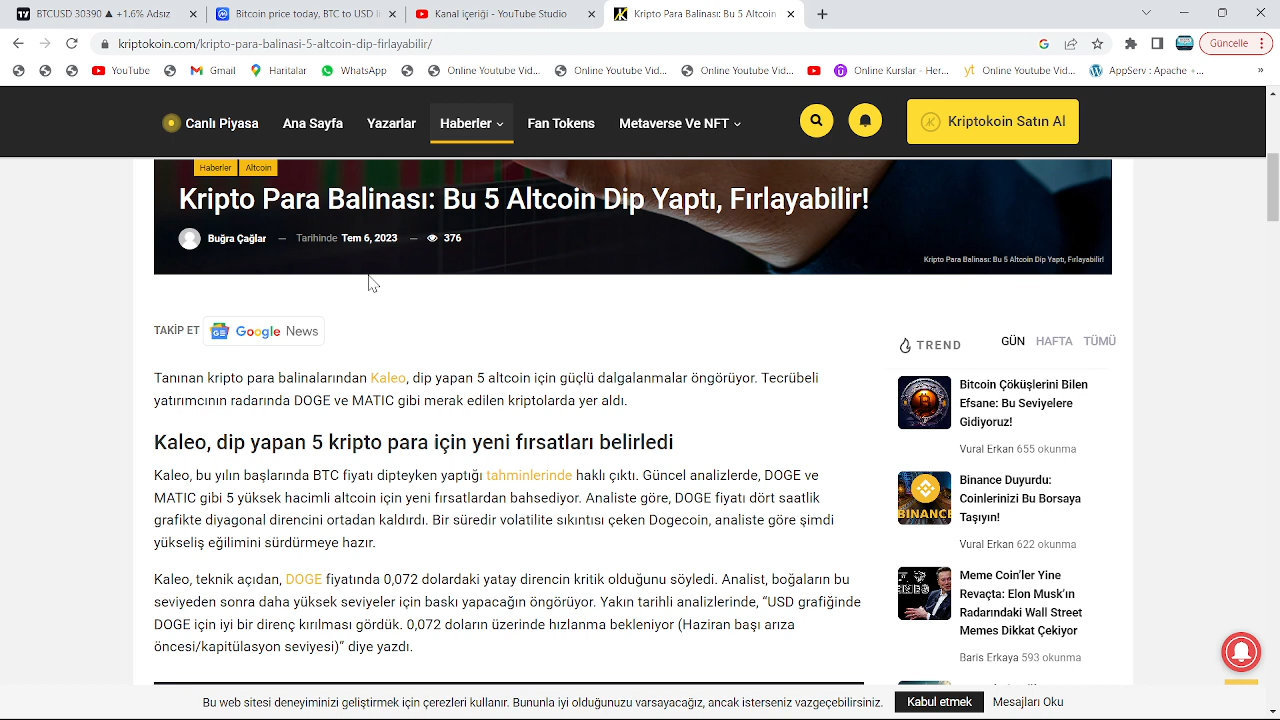 BTCUSD 30390 ▲ +1.6% Adsız
Bitcoin price today, BTC to USD li
Kanal içeriği - YouTube Studio
Kripto Para Balinası: Bu 5 Altcoin
kriptokoin.com/kripto-para-balinasi-5-altcoin-dip-firlayabilir/
Güncelle
YouTube
Gmail
Haritalar
WhatsApp
Online Youtube Vid...
Online Youtube Vid...
Online Youtube Vid...
Online Kurslar - Her...
yt Online Youtube Vid...
AppServ : Apache +...
»
Canlı Piyasa
Ana Sayfa
Yazarlar
Haberler
Fan Tokens
Metaverse Ve NFT
Kriptokoin Satın Al
Haberler
Altcoin
Kripto Para Balinası: Bu 5 Altcoin Dip Yaptı, Fırlayabilir!
Buğra Çağlar — Tarihinde Tem 6, 2023 — 376
Kripto Para Balinası: Bu 5 Altcoin Dip Yaptı, Fırlayabilir!
TAKİP ET
Google News
Tanınan kripto para balinalarından Kaleo, dip yapan 5 altcoin için güçlü dalgalanmalar öngörüyor. Tecrübeli
yatırımcının radarında DOGE ve MATIC gibi merak edilen kriptolarda yer aldı.
Kaleo, dip yapan 5 kripto para için yeni fırsatları belirledi
Kaleo, bu yılın başlarında BTC fiyatı dipteyken yaptığı tahminlerinde haklı çıktı. Güncel analizlerde, DOGE ve
MATIC gibi yüksek hacimli altcoin için yeni fırsatlardan bahsediyor. Analiste göre, DOGE fiyatı dört saatlik
grafikte diyagonal direncini ortadan kaldırdı. Bir süredir volatilite sıkıntısı çeken Dogecoin, analiste göre şimdi
yükseliş eğilimini sürdürmeye hazır.
Kaleo, bir yandan, DOGE fiyatında 0,072 dolardaki yatay direncin kritik olduğunu söyledi. Analist, boğaların bu
seviyeden sonra daha yüksek seviyeler için baskı yapacağın öngörüyor. Yakın tarihli analizlerinde, “USD grafiğinde
DOGE için iyi bir direnç kırılması gördük. 0,072 doların üzerinde hızlanma bekleniyor (Haziran başı arıza
öncesi/kapitülasyon seviyesi)” diye yazdı.
TREND
GÜN
HAFTA
TÜMÜ
Bitcoin Çöküşlerini Bilen
Efsane: Bu Seviyelere
Gidiyoruz!
Vural Erkan 655 okunma
BINANCE
Binance Duyurdu:
Coinlerinizi Bu Borsaya
Taşıyın!
Vural Erkan 622 okunma
Meme Coin’ler Yine
Revaçta: Elon Musk’ın
Radarındaki Wall Street
Memes Dikkat Çekiyor
Baris Erkaya 593 okunma
Deneyiminizi geliştirmek için çerezleri kullanır. Bununla iyi olduğunuzu varsayacağız, ancak isterseniz vazgeçebilirsiniz.
Kabul etmek
Mesajları Oku